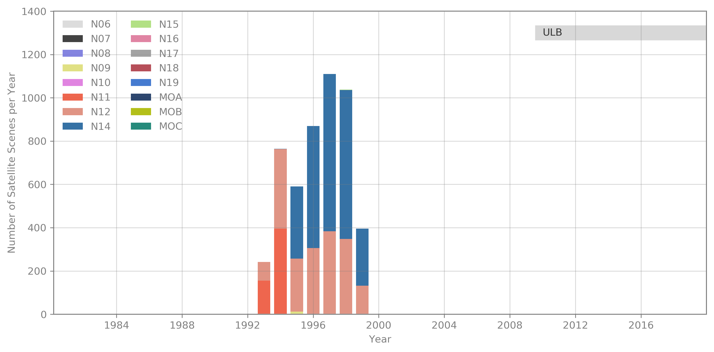 1400
1200
1000
800
600
400
200
0
Number of Satellite Scenes per Year
N06
N07
N08
N09
N10
N11
N12
N14
N15
N16
N17
N18
N19
MOA
MOB
MOC
ULB
1984 1988 1992 1996 2000 2004 2008 2012 2016
Year